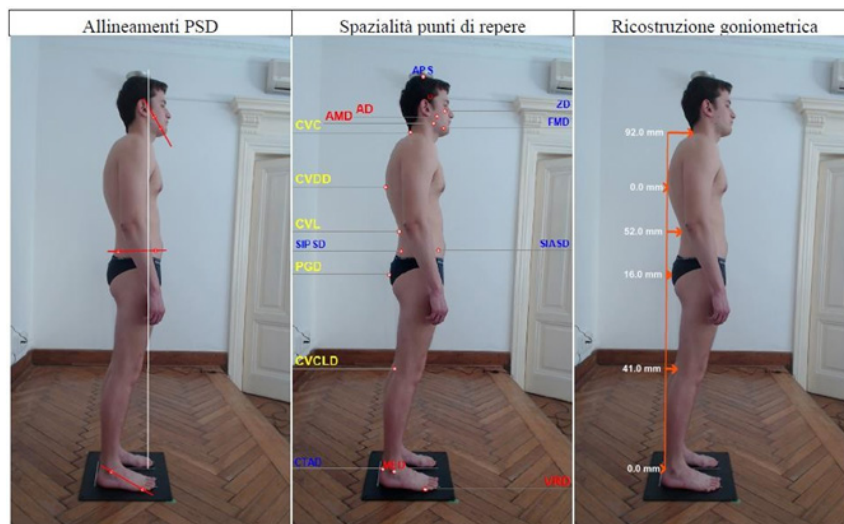 Allineamenti PSD
Spazialità punti di repere
Ricostruzione goniometrica
APS
AD
ZD
AMD
CVC
FMD
CVDD
CVL
SIPSD
SIASD
PGD
CVCLD
CTAD
92.0 mm
0.0 mm
52.0 mm
16.0 mm
41.0 mm
0.0 mm